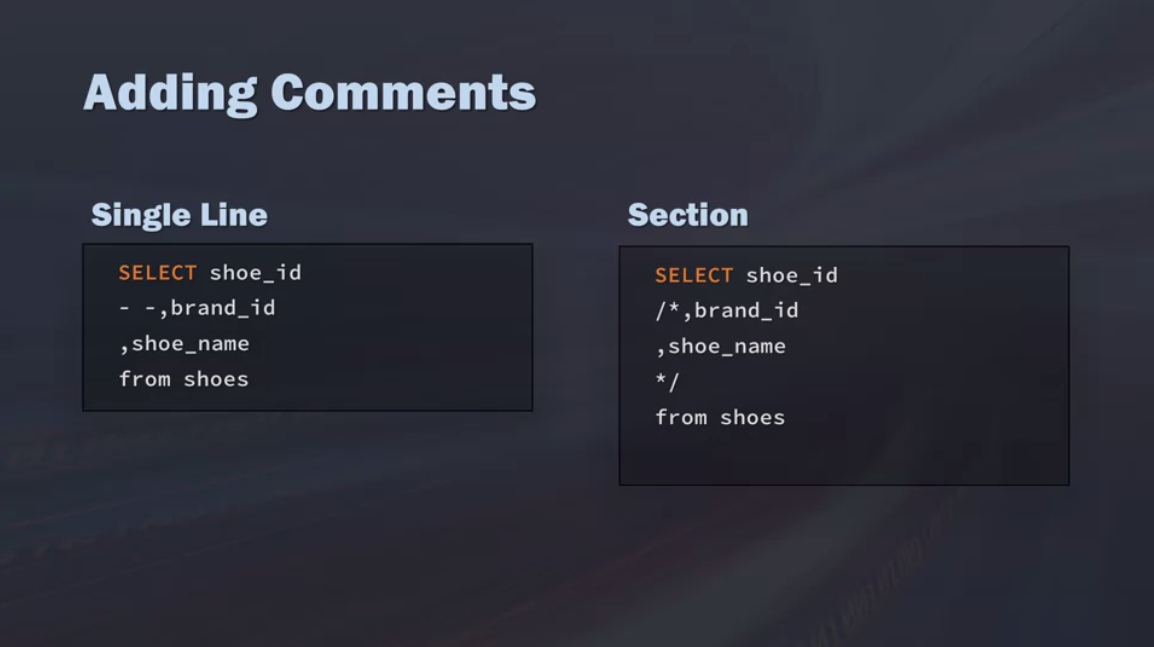 Adding Comments
Single Line
SELECT shoe_id
- -,brand_id
,shoe_name
from shoes
Section
SELECT shoe_id
/*,brand_id
,shoe_name
*/
from shoes